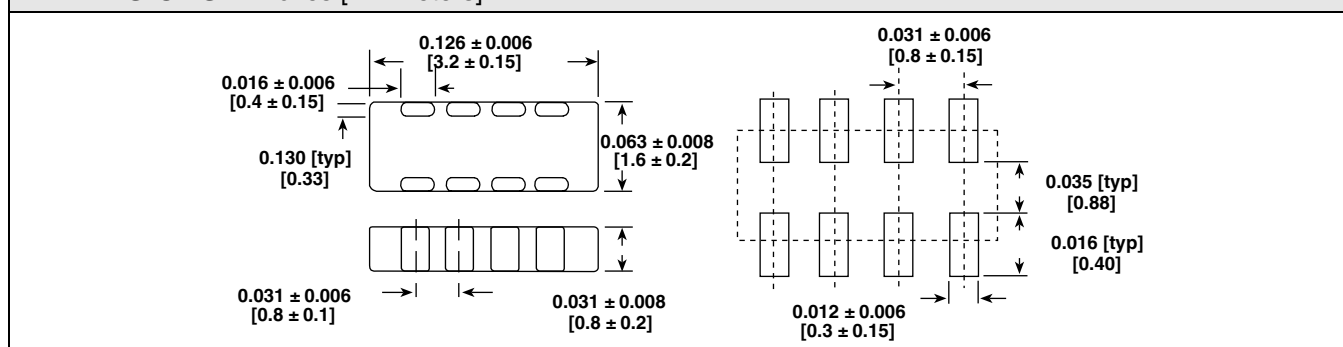 0.126 ± 0.006
[3.2 ± 0.15]
0.016 ± 0.006
[0.4 ± 0.15]
0.130 [typ]
[0.33]
0.063 ± 0.008
[1.6 ± 0.2]
0.031 ± 0.006
[0.8 ± 0.1]
0.031 ± 0.008
[0.8 ± 0.2]
0.031 ± 0.006
[0.8 ± 0.15]
0.035 [typ]
[0.88]
0.016 [typ]
[0.40]
0.012 ± 0.006
[0.3 ± 0.15]